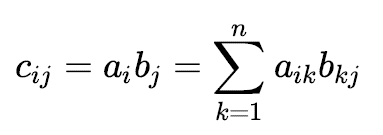 c_{ij} = a_i b_j = \sum_{k=1}^{n} a_{ik} b_{kj}